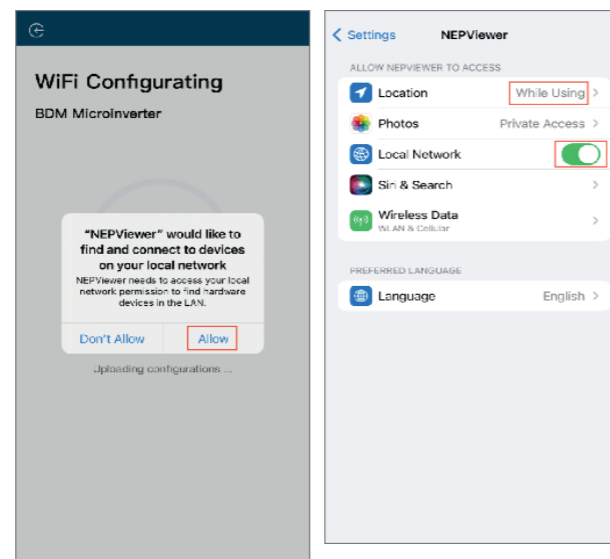 WiFi Configurating
BDM Microinverter
“NEPViewer” would like to
find and connect to devices
on your local network
NEPViewer needs to access your local
network permission to find hardware
devices in the LAN.
Don’t Allow
Allow
Uploading configurations ...
Settings
NEPViewer
ALLOW NEPVIEWER TO ACCESS
Location
While Using
Photos
Private Access
Local Network
Siri & Search
Wireless Data
WLAN & Cellular
PREFERRED LANGUAGE
Language
English